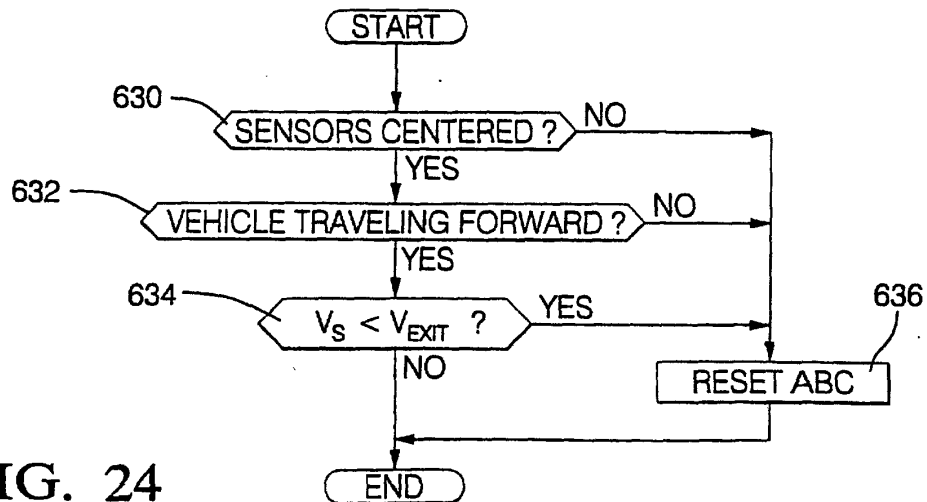 START
630
SENSORS CENTERED ?
NO
YES
632
VEHICLE TRAVELING FORWARD ?
NO
YES
634
V_S < V_EXIT ?
YES
636
NO
RESET ABC
IG. 24
END